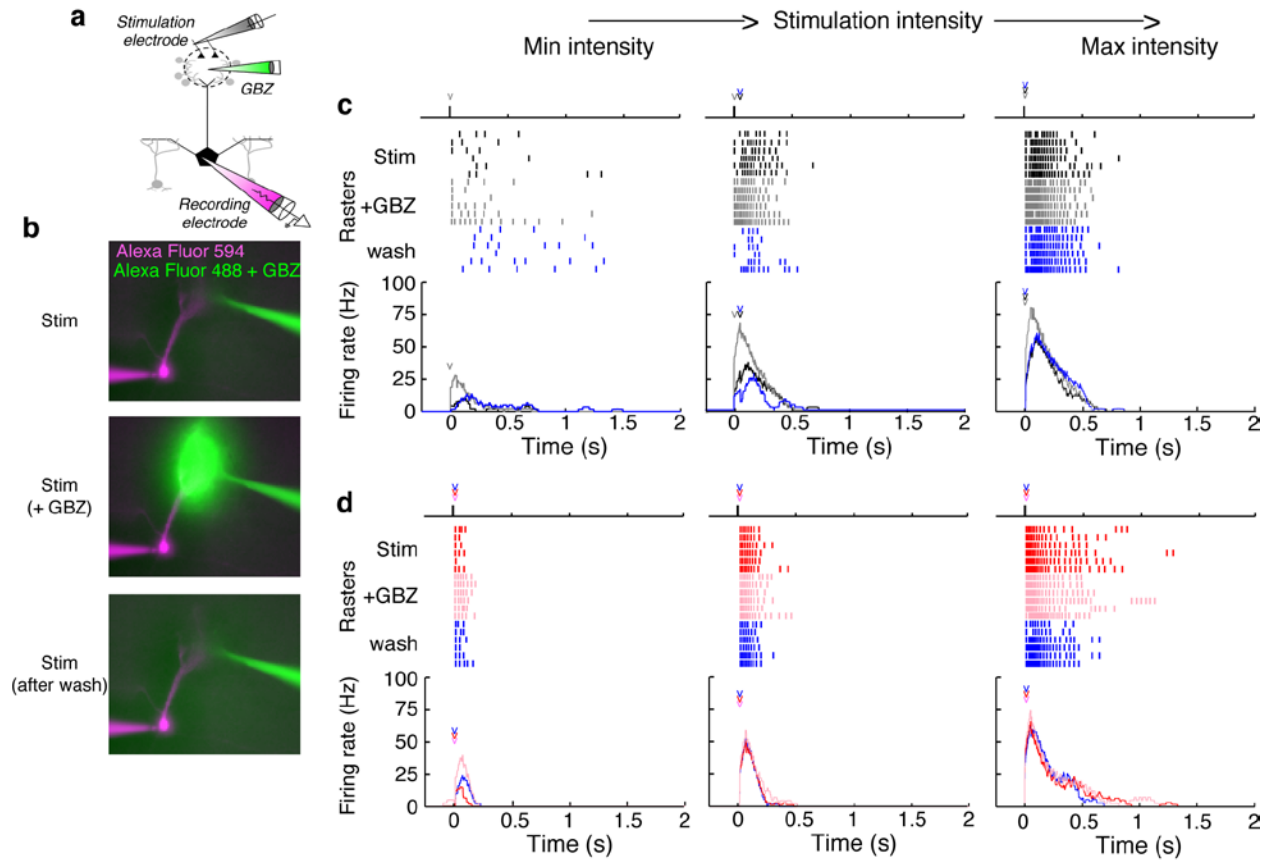 a
Stimulation
electrode
GBZ
Recording
electrode
b
Alexa Fluor 594
Alexa Fluor 488 + GBZ
Stim
Stim
(+ GBZ)
Stim
(after wash)
Stimulation intensity
Min intensity
Max intensity
c
Rasters
Stim
+GBZ
wash
Firing rate (Hz)
100
75
50
25
0
0 0.5 1 1.5 2
Time (s)
0 0.5 1 1.5 2
Time (s)
0 0.5 1 1.5 2
Time (s)
d
Rasters
Stim
+GBZ
wash
Firing rate (Hz)
100
75
50
25
0
0 0.5 1 1.5 2
Time (s)
0 0.5 1 1.5 2
Time (s)
0 0.5 1 1.5 2
Time (s)